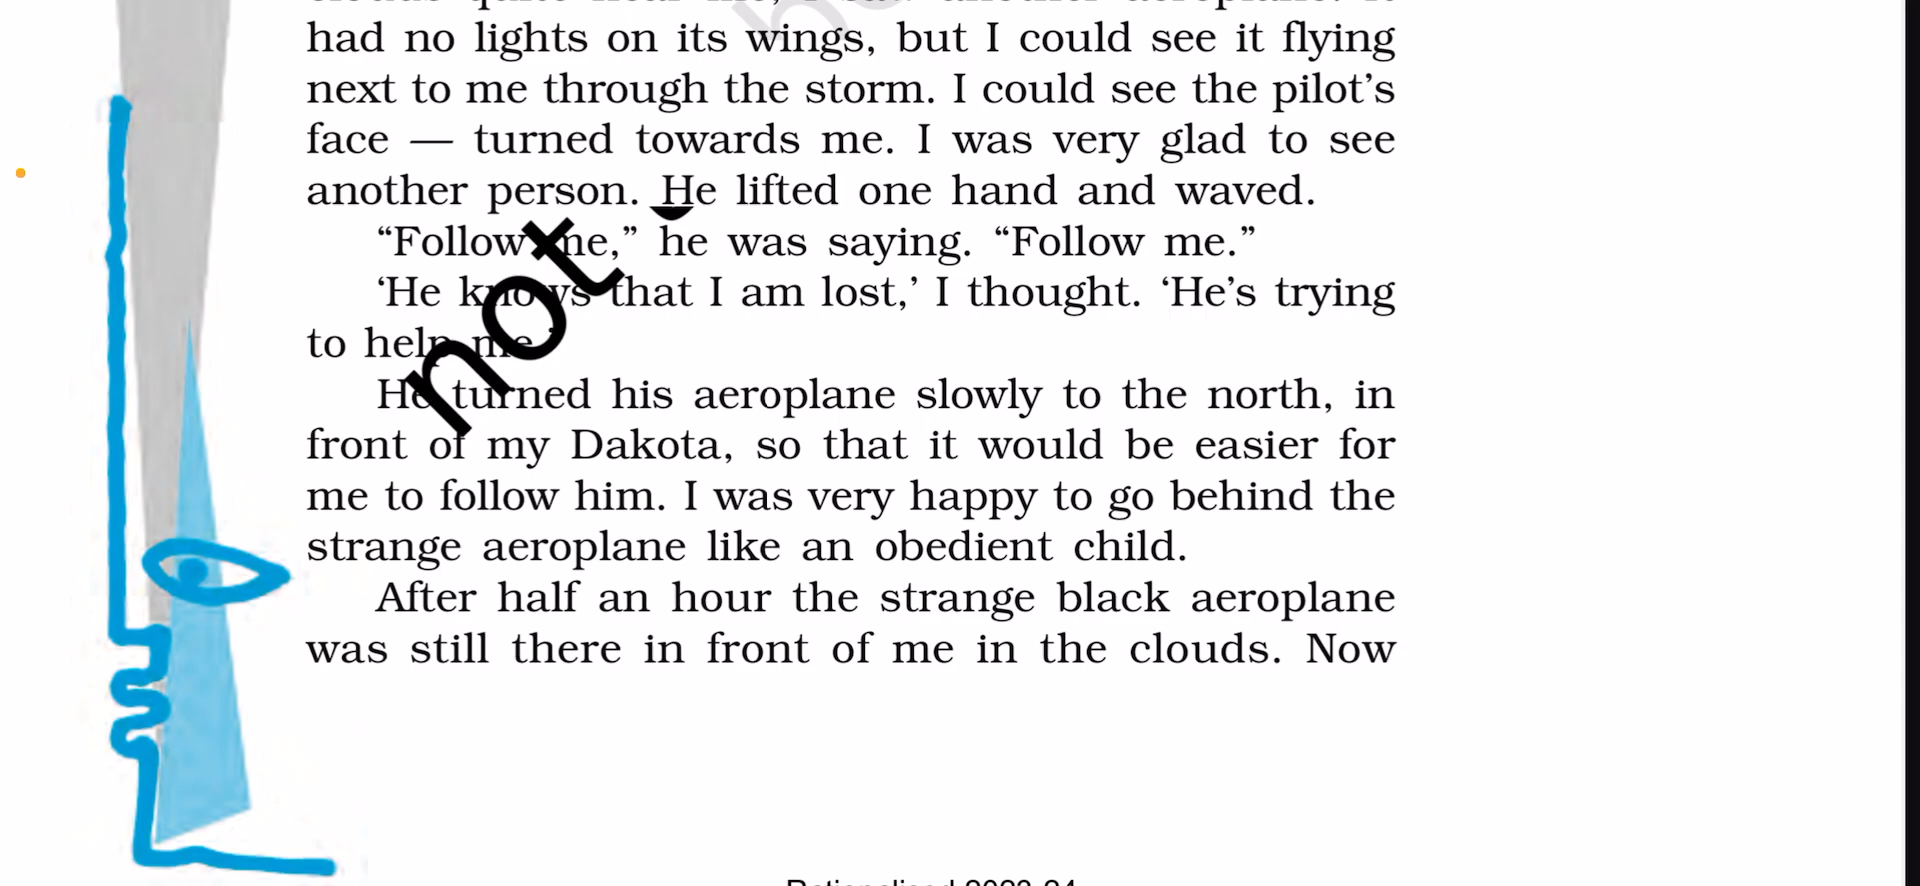 had no lights on its wings, but I could see it flying
next to me through the storm. I could see the pilot’s
face — turned towards me. I was very glad to see
another person. He lifted one hand and waved.
“Follow me,” he was saying. “Follow me.”
‘He knows that I am lost,’ I thought. ‘He’s trying
to help me.’
He turned his aeroplane slowly to the north, in
front of my Dakota, so that it would be easier for
me to follow him. I was very happy to go behind the
strange aeroplane like an obedient child.
After half an hour the strange black aeroplane
was still there in front of me in the clouds. Now
not